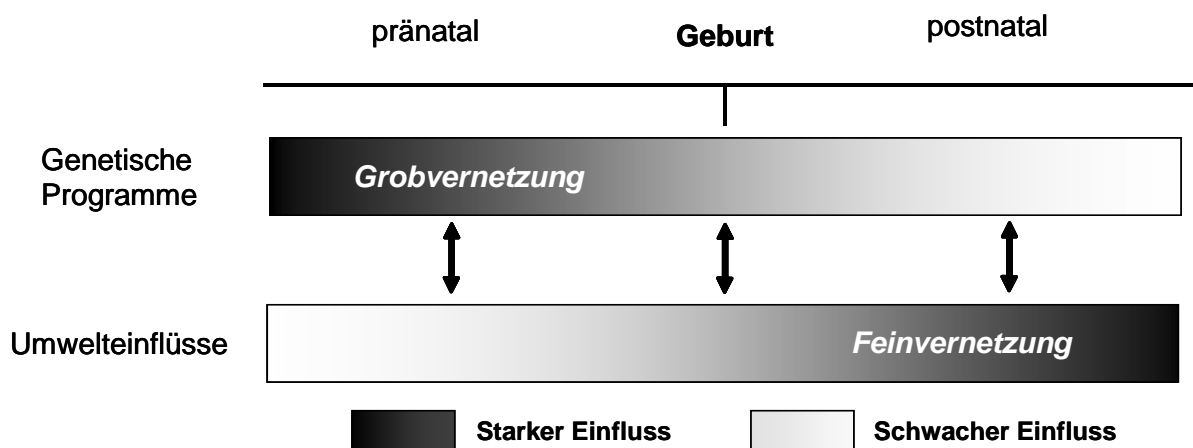 pränatal
Geburt
postnatal
Genetische
Programme
Grobvernetzung
Umwelteinflüsse
Feinvernetzung
Starker Einfluss
Schwacher Einfluss